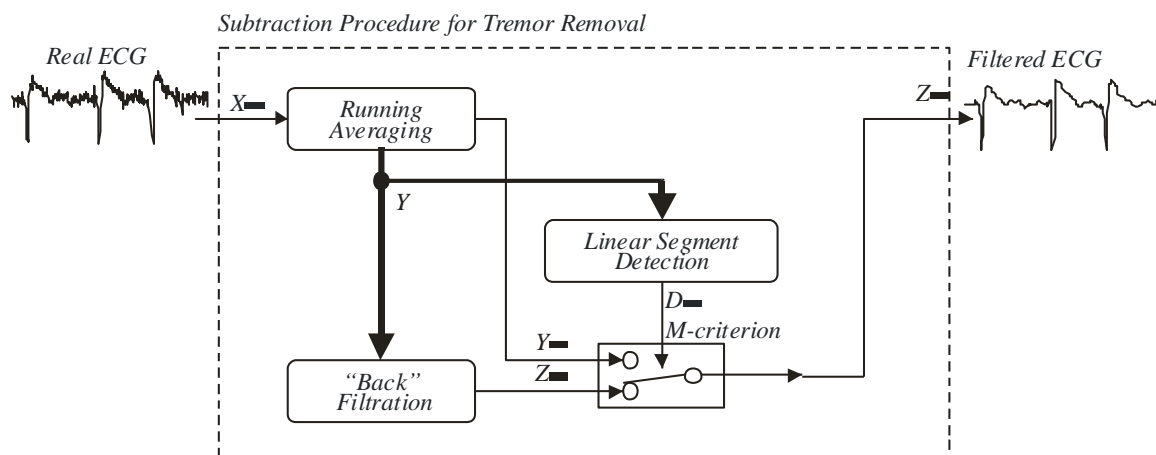 Subtraction Procedure for Tremor Removal
Real ECG
Filtered ECG
X
Z
Running
Averaging
Y
Linear Segment
Detection
D
M-criterion
Y
Z
“Back”
Filtration